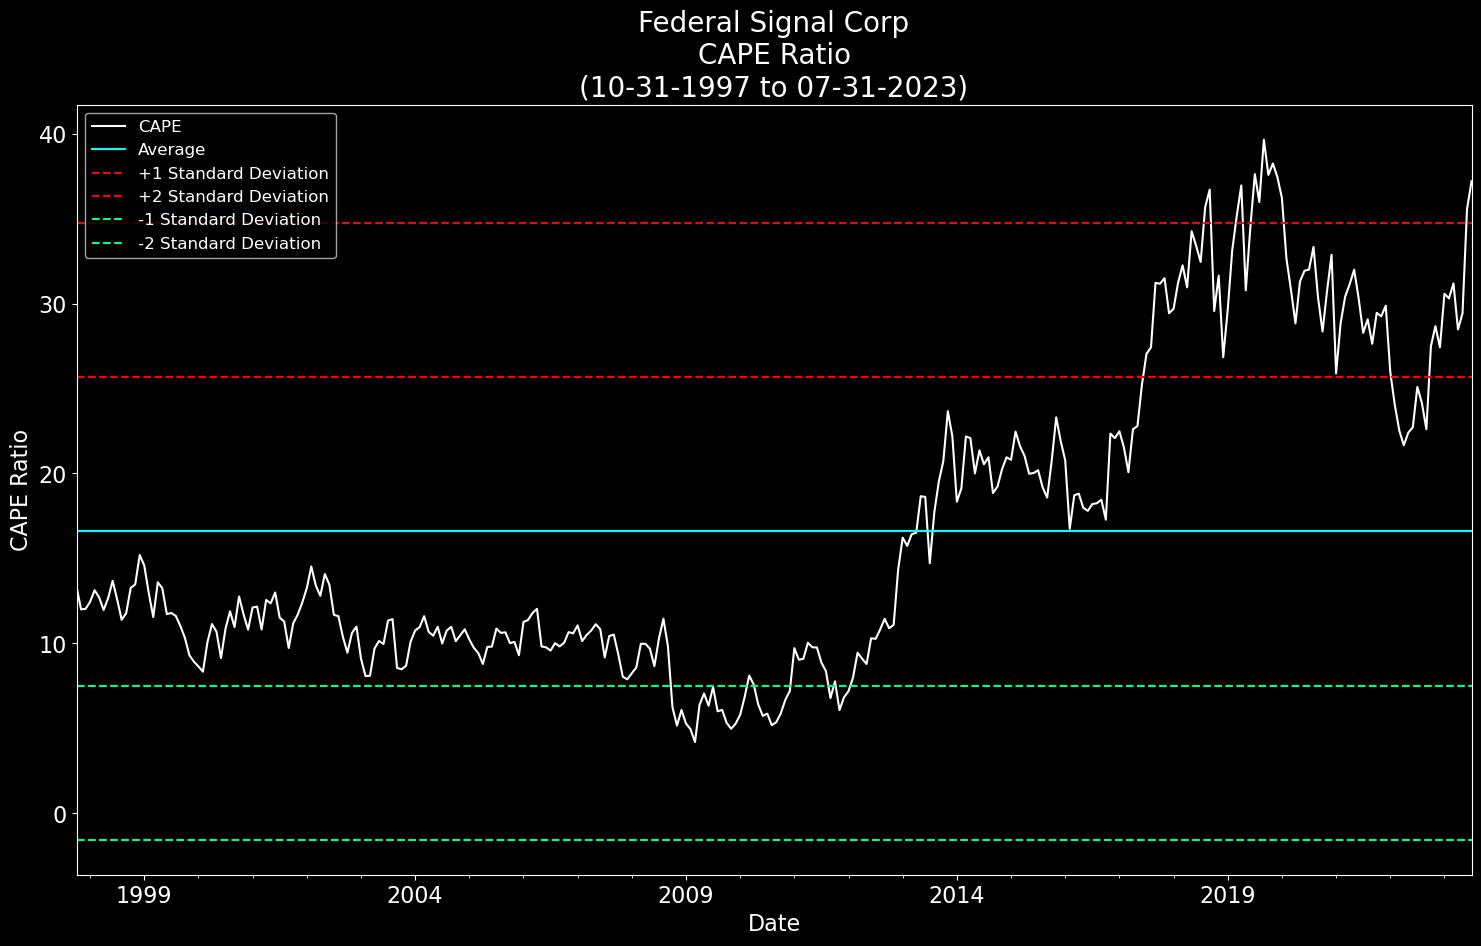 Federal Signal Corp
CAPE Ratio
(10-31-1997 to 07-31-2023)
CAPE
Average
+1 Standard Deviation
+2 Standard Deviation
-1 Standard Deviation
-2 Standard Deviation
40
30
20
10
0
CAPE Ratio
1999
2004
2009
2014
2019
Date